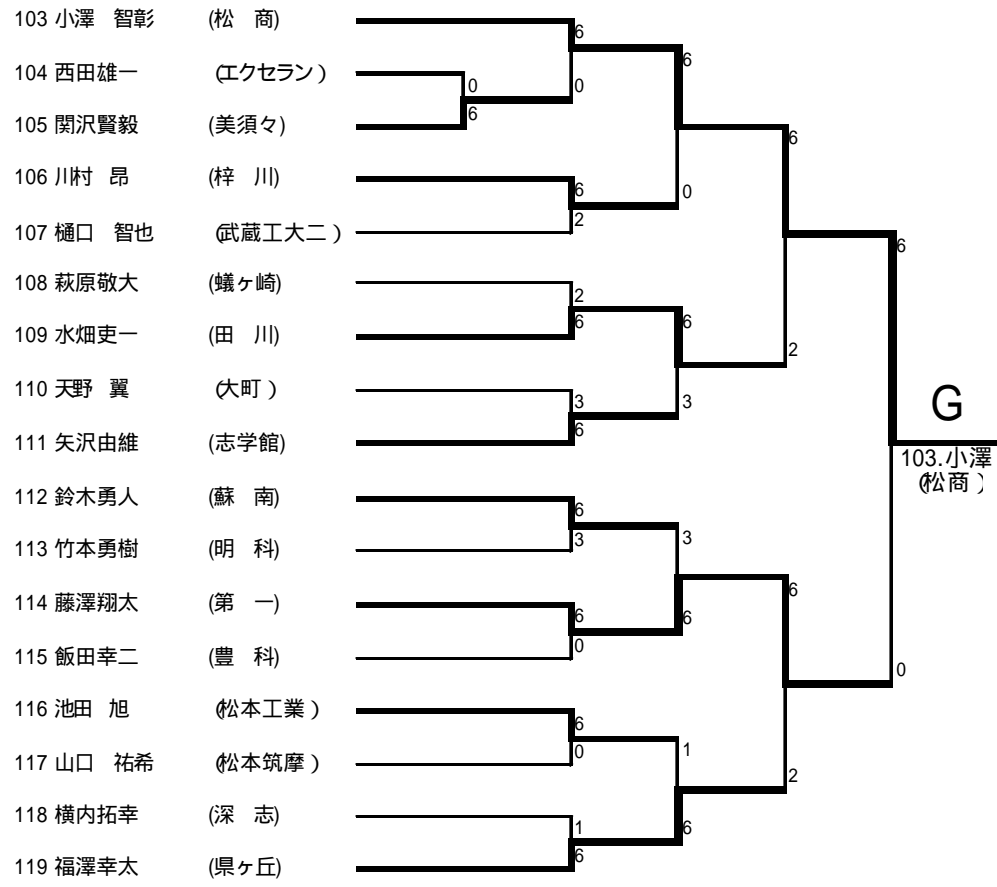 103 小澤 智彰 (松 商)
104 西田雄一 (エクセラン)
105 関沢賢毅 (美須々)
106 川村 昂 (梓 川)
107 樋口 智也 (武蔵工大二)
108 萩原敬大 (蟻ヶ崎)
109 水畑吏一 (田 川)
110 天野 翼 (大町)
111 矢沢由維 (志学館)
112 鈴木勇人 (蘇 南)
113 竹本勇樹 (明 科)
114 藤澤翔太 (第 一)
115 飯田幸二 (豊 科)
116 池田 旭 (松本工業)
117 山口 祐希 (松本筑摩)
118 横内拓幸 (深 志)
119 福澤幸太 (県ヶ丘)
0
6
6
0
6
2
2
6
3
6
6
3
6
0
6
0
1
6
6
0
6
3
3
6
1
6
6
2
6
2
6
0
G
103.小澤
(松商)